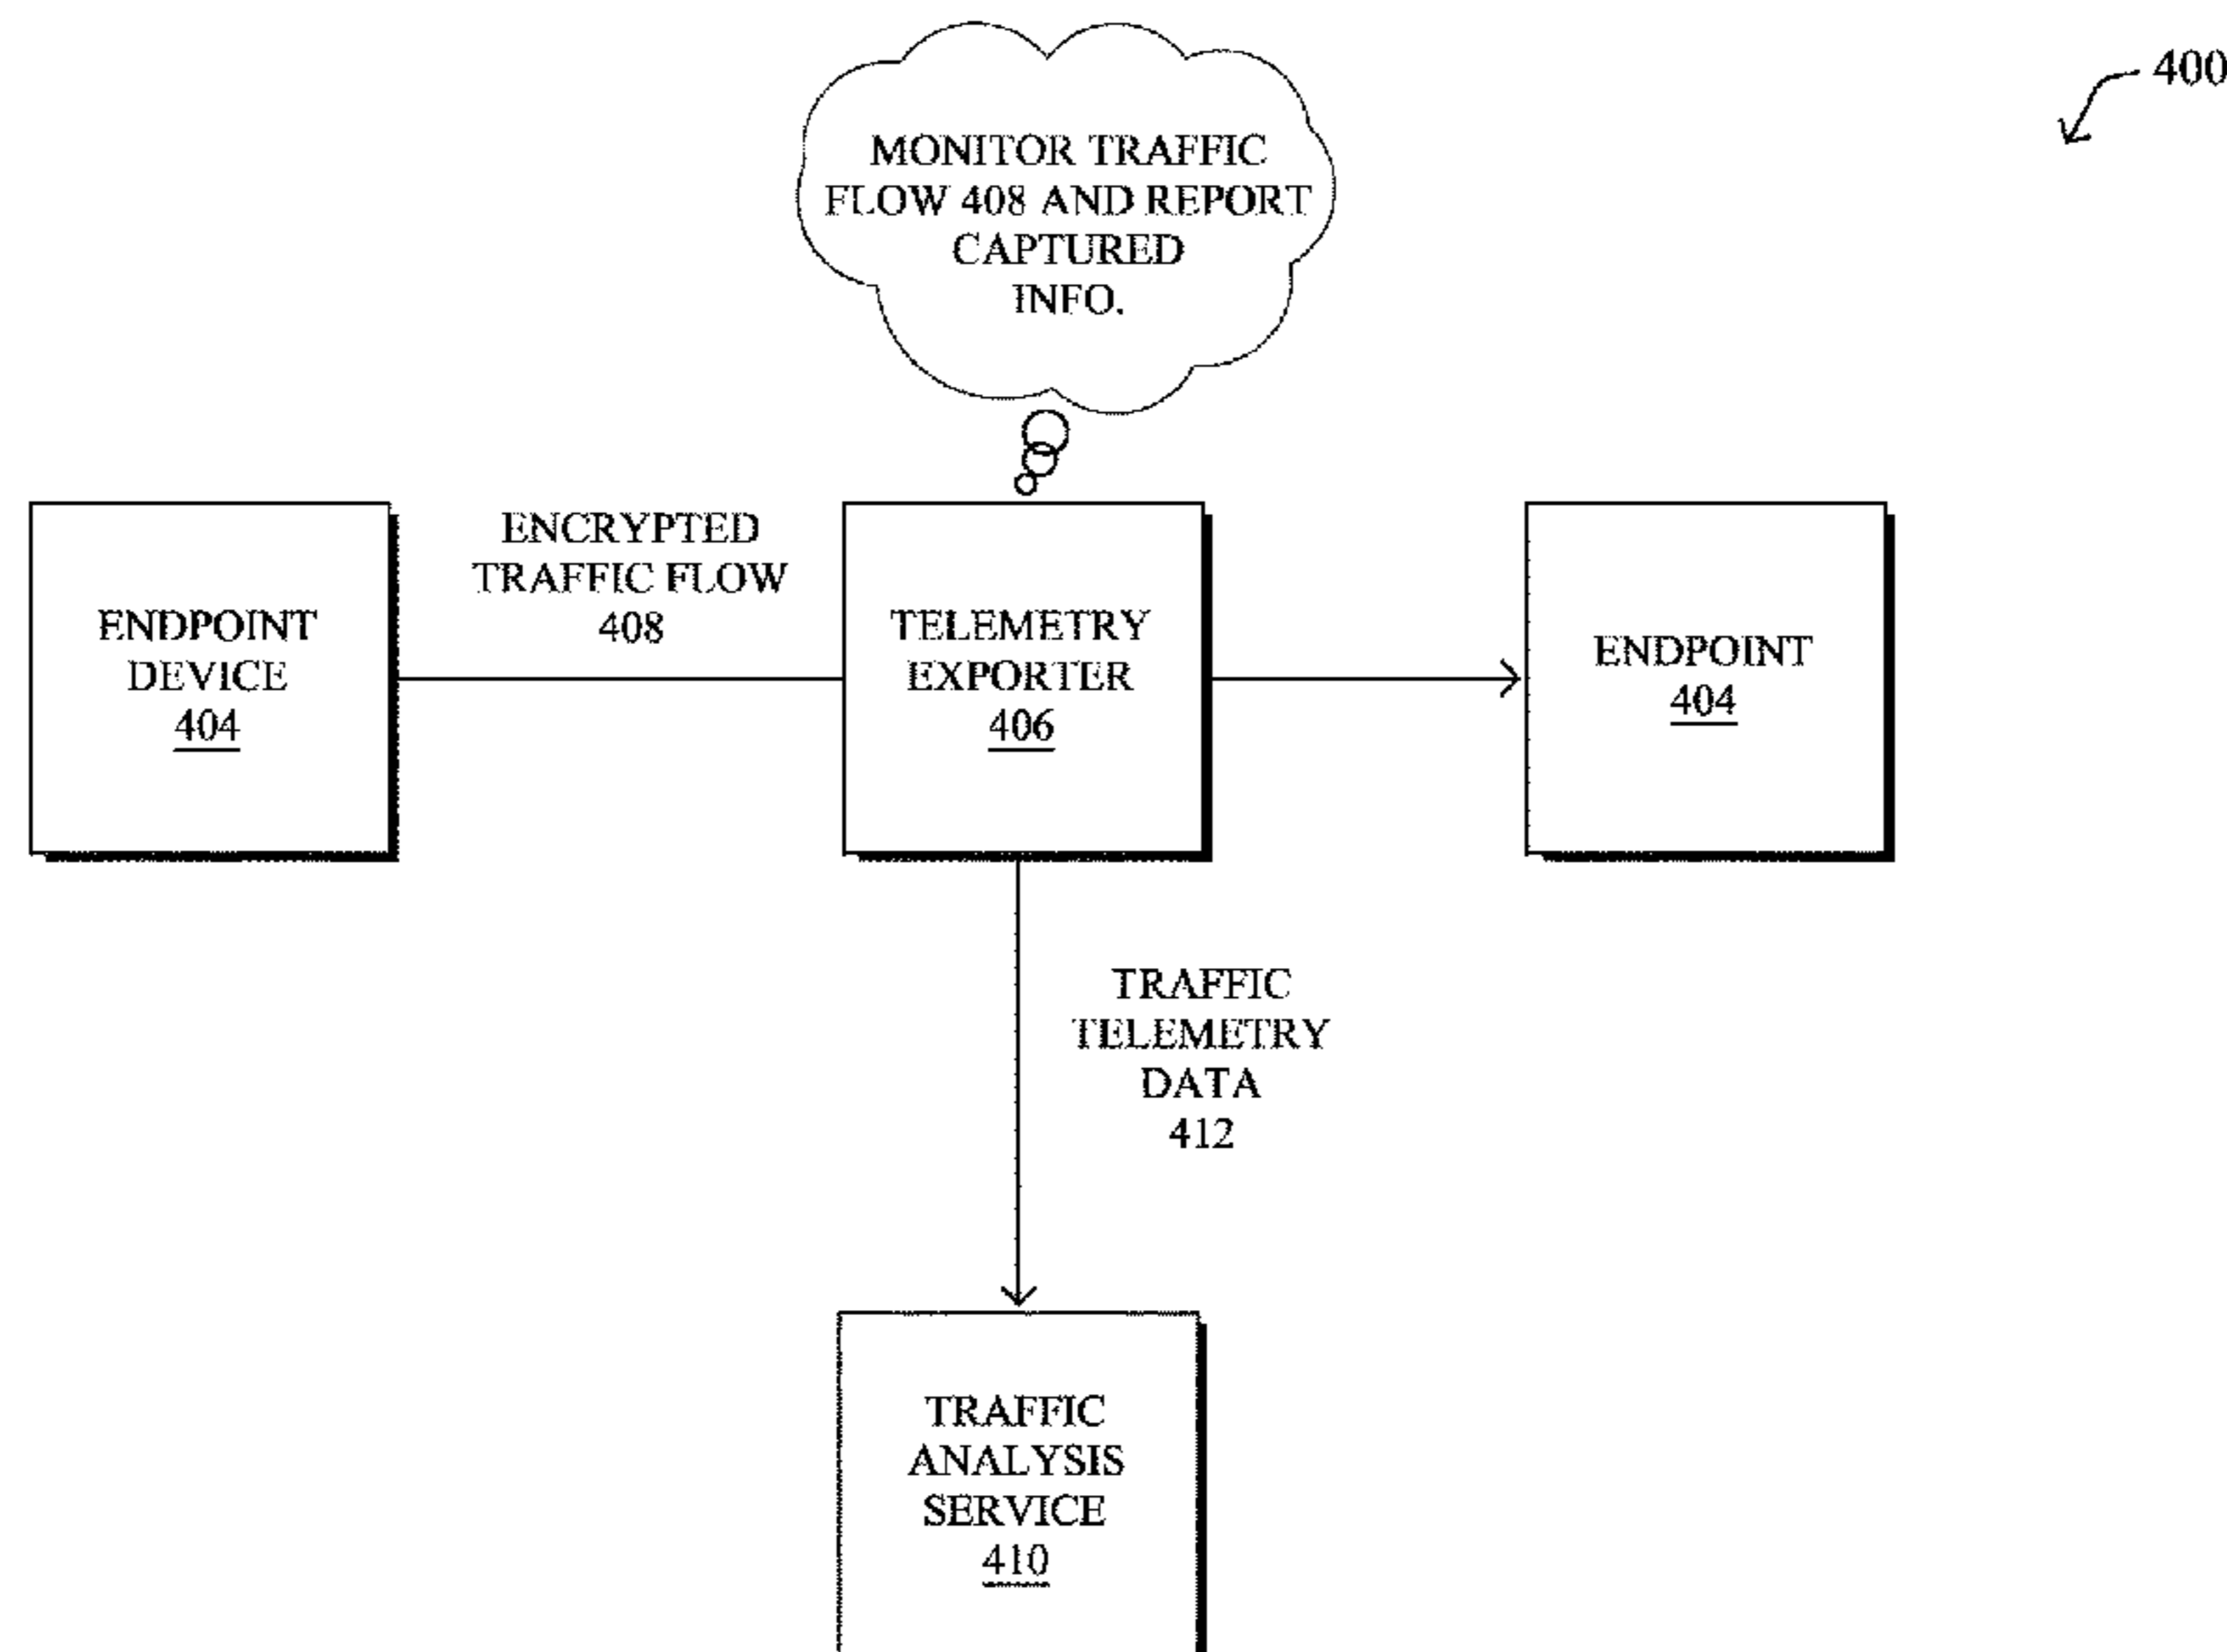 400
MONITOR TRAFFIC
FLOW 408 AND REPORT
CAPTURED
INFO.
ENDPOINT
DEVICE
404
ENCRYPTED
TRAFFIC FLOW
408
TELEMETRY
EXPORTER
406
ENDPOINT
404
TRAFFIC
TELEMETRY
DATA
412
TRAFFIC
ANALYSIS
SERVICE
410